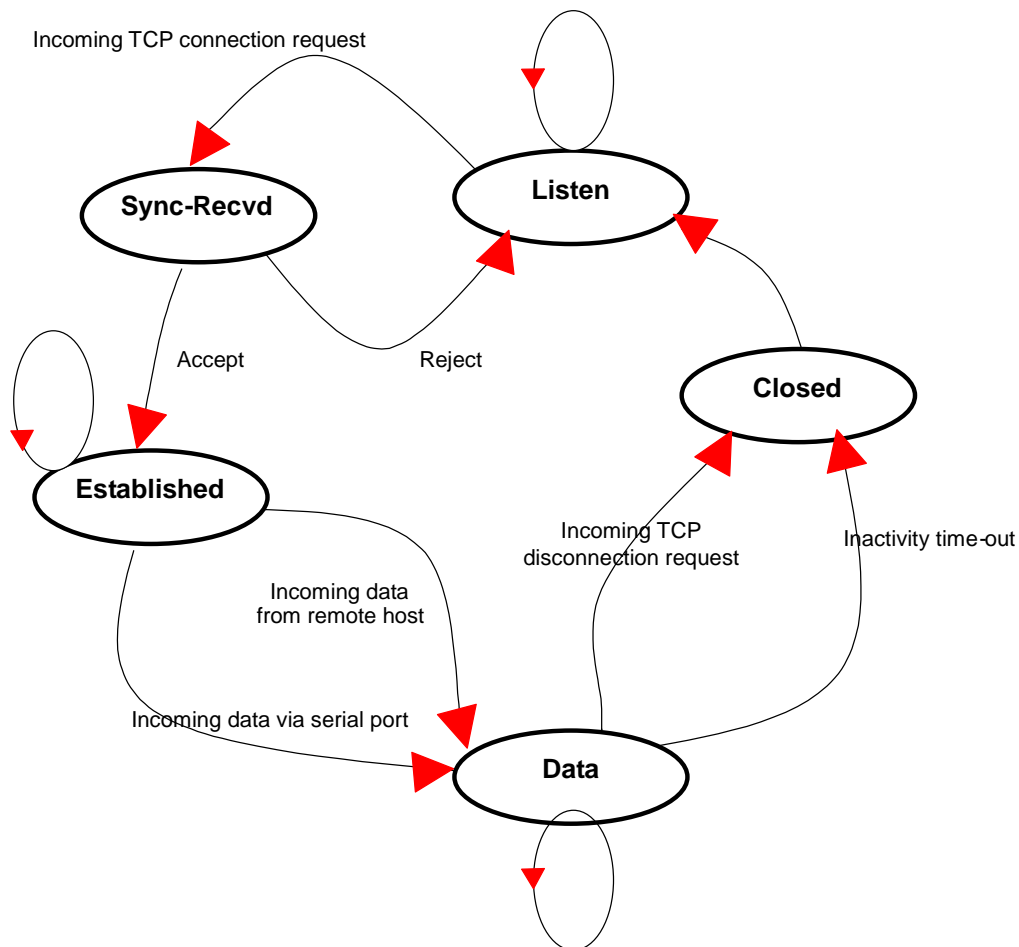 Incoming TCP connection request
Listen
Sync-Recvd
Accept
Reject
Closed
Established
Incoming TCP
disconnection request
Inactivity time-out
Incoming data
from remote host
Incoming data via serial port
Data